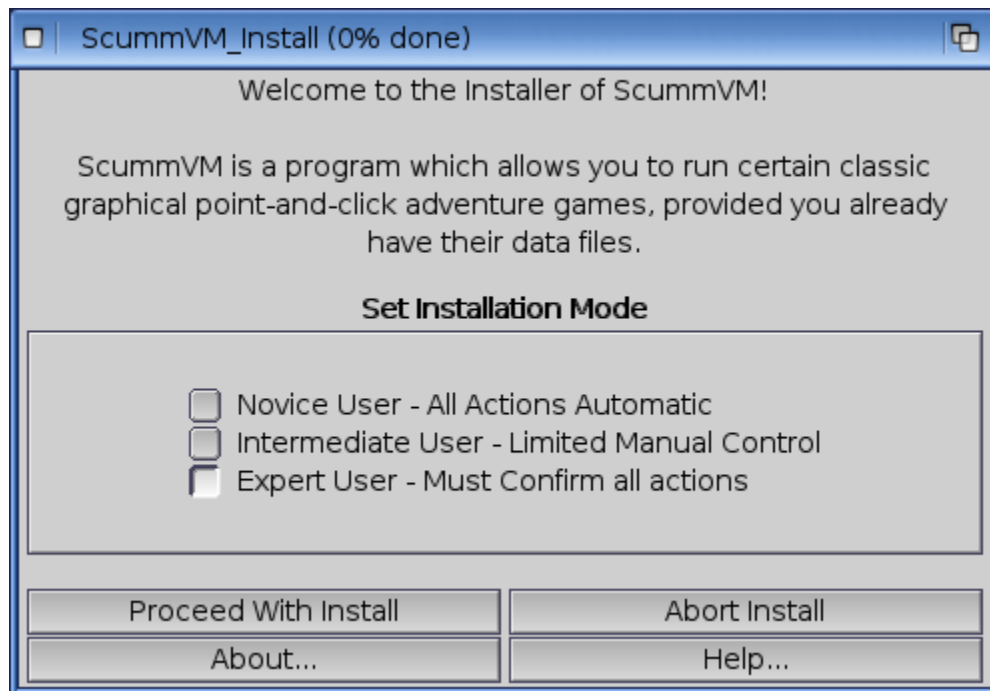 ScummVM_Install (0% done)
Welcome to the Installer of ScummVM!
ScummVM is a program which allows you to run certain classic
graphical point-and-click adventure games, provided you already
have their data files.
Set Installation Mode
Novice User - All Actions Automatic
Intermediate User - Limited Manual Control
Expert User - Must Confirm all actions
Proceed With Install
Abort Install
About...
Help...